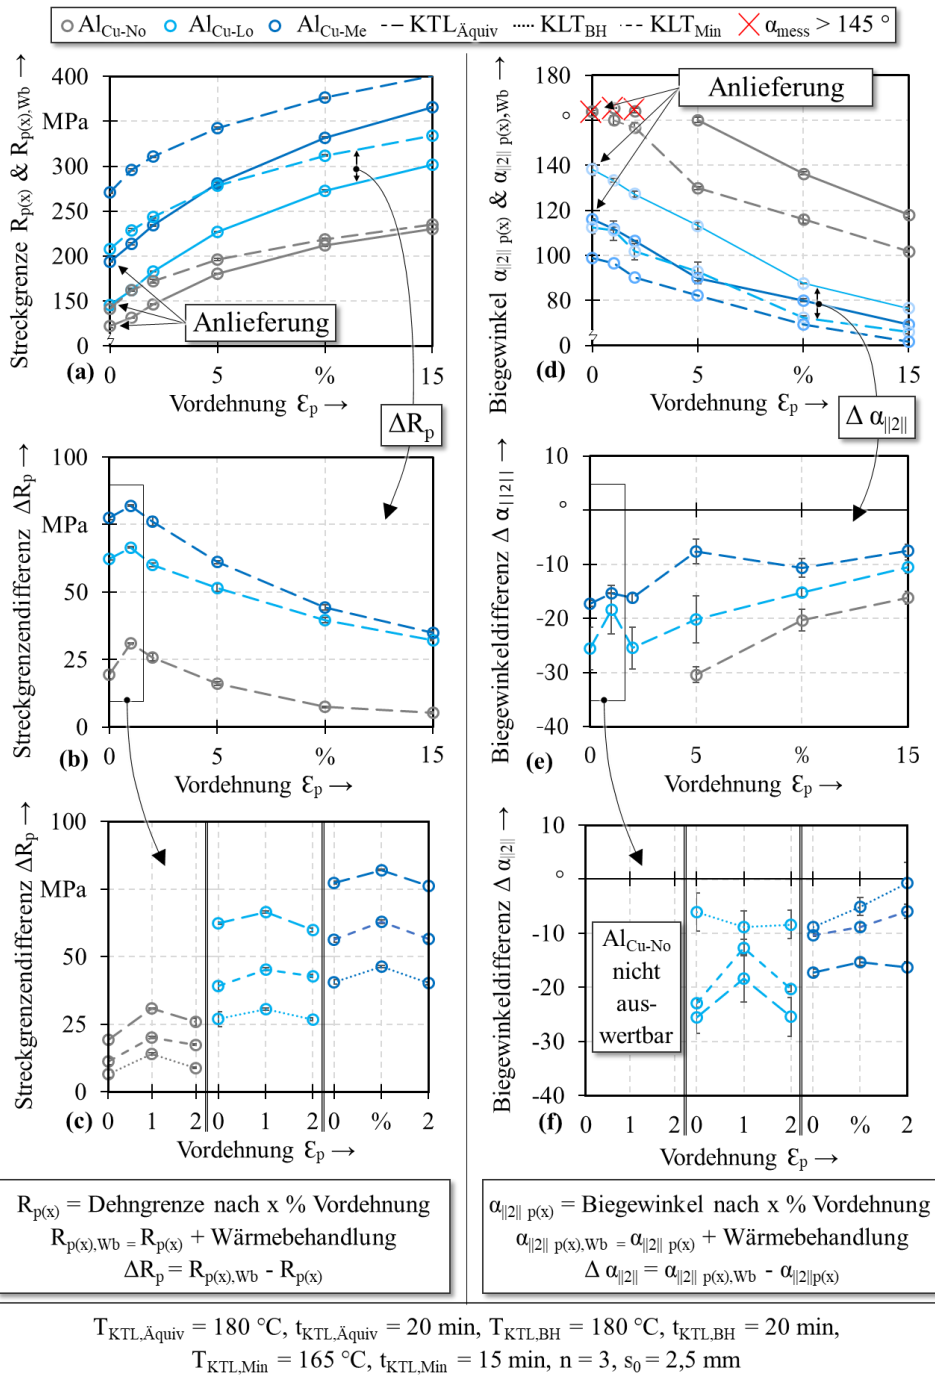 Al_Cu-No Al_Cu-Lo Al_Cu-Me KTL_Äquiv KLT_BH KLT_Min α_mess > 145 °
Streckgrenze R_p(x) & R_p(x),Wb →
400
MPa
300
250
200
150
0
Anlieferung
(a)
0 5 % 15
Vordehnung Ɛ_p →
ΔR_p
Biegewinkel α_||2|| p(x) & α_||2|| p(x),Wb →
180
°
140
120
100
80
0
Anlieferung
(d)
0 5 % 15
Vordehnung Ɛ_p →
Δ α_||2||
Streckgrenzendifferenz ΔR_p →
100
MPa
50
25
0
(b)
0 5 % 15
Vordehnung Ɛ_p →
Biegewinkeldifferenz Δ α_||2|| →
10
°
-10
-20
-30
-40
(e)
0 5 % 15
Vordehnung Ɛ_p →
Streckgrenzendifferenz ΔR_p →
100
MPa
50
25
0
(c)
0 1 2 0 1 2 0 % 2
Vordehnung Ɛ_p →
Biegewinkeldifferenz Δ α_||2|| →
10
°
-10
-20
-30
-40
Al_Cu-No
nicht
aus-
wertbar
(f)
0 1 2 0 1 2 0 % 2
Vordehnung Ɛ_p →
R_p(x) = Dehngrenze nach x % Vordehnung
R_p(x),Wb = R_p(x) + Wärmebehandlung
ΔR_p = R_p(x),Wb - R_p(x)
α_||2|| p(x) = Biegewinkel nach x % Vordehnung
α_||2|| p(x),Wb = α_||2|| p(x) + Wärmebehandlung
Δ α_||2|| = α_||2|| p(x),Wb - α_||2||p(x)
T_KTL,Äquiv = 180 °C, t_KTL,Äquiv = 20 min, T_KTL,BH = 180 °C, t_KTL,BH = 20 min,
T_KTL,Min = 165 °C, t_KTL,Min = 15 min, n = 3, s_0 = 2,5 mm